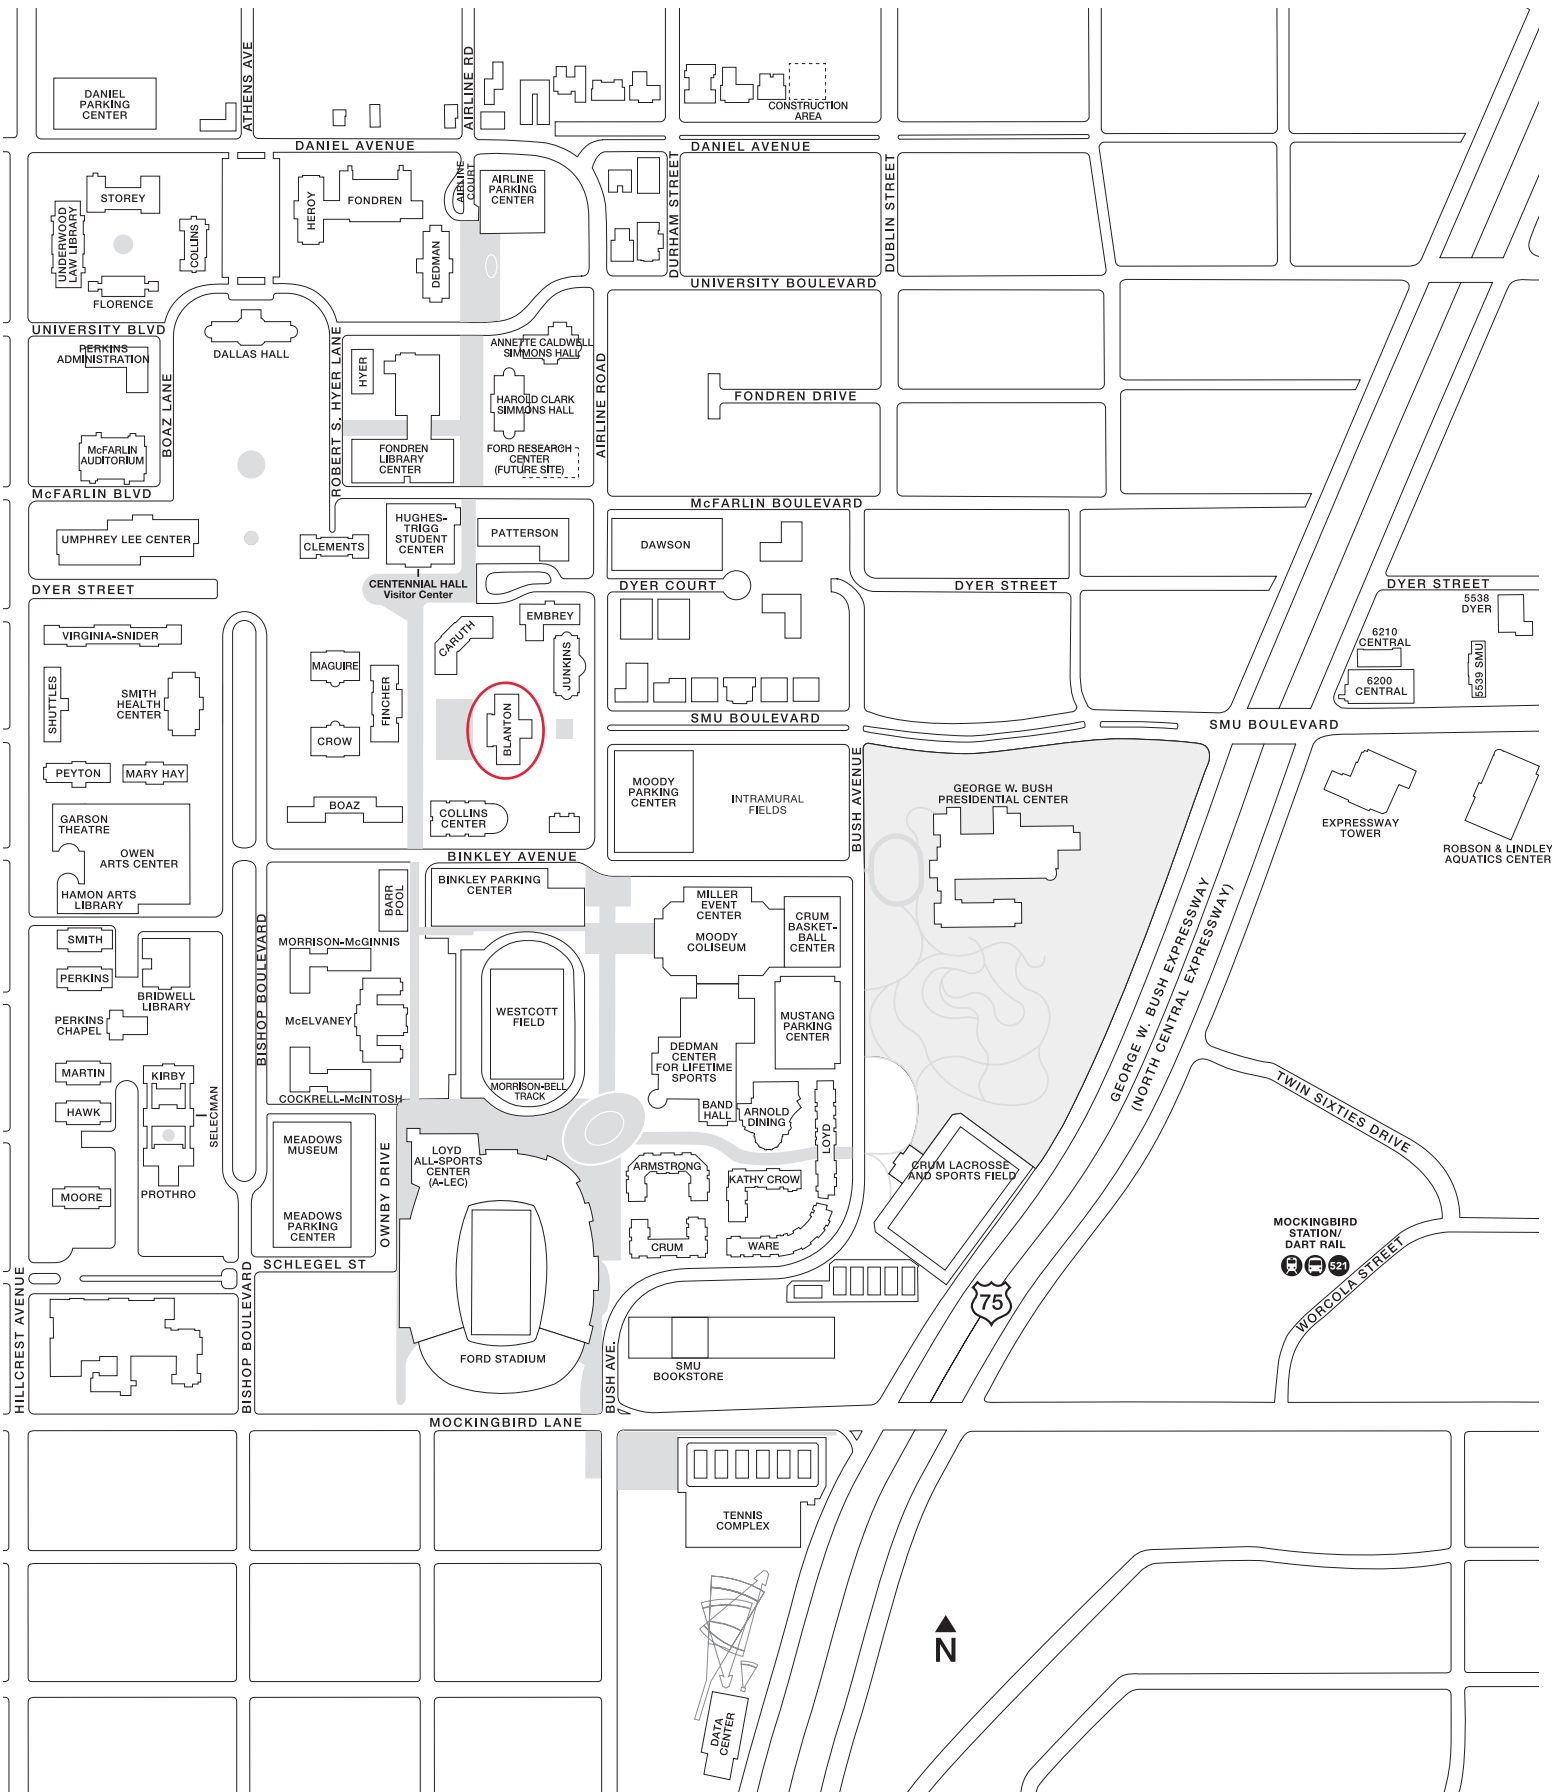 ATHENS AVE
AIRLINE RD
DANIEL
PARKING
CENTER
CONSTRUCTION
AREA
DANIEL AVENUE
DANIEL AVENUE
STOREY
UNDERWOOD
LAW LIBRARY
COLLINS
FLORENCE
HEROY
FONDREN
AIRLINE
COURT
AIRLINE
PARKING
CENTER
DEDMAN
DURHAM STREET
DUBLIN STREET
UNIVERSITY BOULEVARD
UNIVERSITY BLVD
PERKINS
ADMINISTRATION
DALLAS HALL
BOAZ LANE
ROBERT S. HYER LANE
HYER
ANNETTE CALDWELL
SIMMONS HALL
HAROLD CLARK
SIMMONS HALL
AIRLINE ROAD
FONDREN DRIVE
McFARLIN
AUDITORIUM
FONDREN
LIBRARY
CENTER
FORD RESEARCH
CENTER
(FUTURE SITE)
McFARLIN BLVD
McFARLIN BOULEVARD
UMPHREY LEE CENTER
CLEMENTS
HUGHES-
TRIGG
STUDENT
CENTER
PATTERSON
DAWSON
CENTENNIAL HALL
Visitor Center
DYER STREET
DYER COURT
DYER STREET
DYER STREET
5538
DYER
6210
CENTRAL
5539 SMU
6200
CENTRAL
VIRGINIA-SNIDER
SHUTTLES
SMITH
HEALTH
CENTER
MAGUIRE
FINCHER
CROW
CARUTH
EMBREY
JUNKINS
BLANTON
SMU BOULEVARD
SMU BOULEVARD
PEYTON
MARY HAY
BOAZ
COLLINS
CENTER
MOODY
PARKING
CENTER
INTRAMURAL
FIELDS
BUSH AVENUE
GEORGE W. BUSH
PRESIDENTIAL CENTER
EXPRESSWAY
TOWER
ROBSON & LINDLEY
AQUATICS CENTER
GARSON
THEATRE
OWEN
ARTS CENTER
HAMON ARTS
LIBRARY
BINKLEY AVENUE
BINKLEY PARKING
CENTER
BARR
POOL
MILLER
EVENT
CENTER
MOODY
COLISEUM
CRUM
BASKET-
BALL
CENTER
SMITH
PERKINS
BRIDWELL
LIBRARY
BISHOP BOULEVARD
MORRISON-McGINNIS
PERKINS
CHAPEL
McELVANEY
WESTCOTT
FIELD
MUSTANG
PARKING
CENTER
DEDMAN
CENTER
FOR LIFETIME
SPORTS
GEORGE W. BUSH EXPRESSWAY
(NORTH CENTRAL EXPRESSWAY)
MARTIN
KIRBY
HAWK
SELECMAN
COCKRELL-McINTOSH
MORRISON-BELL
TRACK
BAND
HALL
ARNOLD
DINING
LOYD
TWIN SIXTIES DRIVE
MEADOWS
MUSEUM
OWNBY DRIVE
LOYD
ALL-SPORTS
CENTER
(A-LEC)
ARMSTRONG
KATHY CROW
CRUM LACROSSE
AND SPORTS FIELD
MOORE
PROTHRO
MEADOWS
PARKING
CENTER
CRUM
WARE
MOCKINGBIRD
STATION/
DART RAIL
521
WORCOLA STREET
SCHLEGEL ST
HILLCREST AVENUE
BISHOP BOULEVARD
75
FORD STADIUM
BUSH AVE.
SMU
BOOKSTORE
MOCKINGBIRD LANE
TENNIS
COMPLEX
N
DATA
CENTER